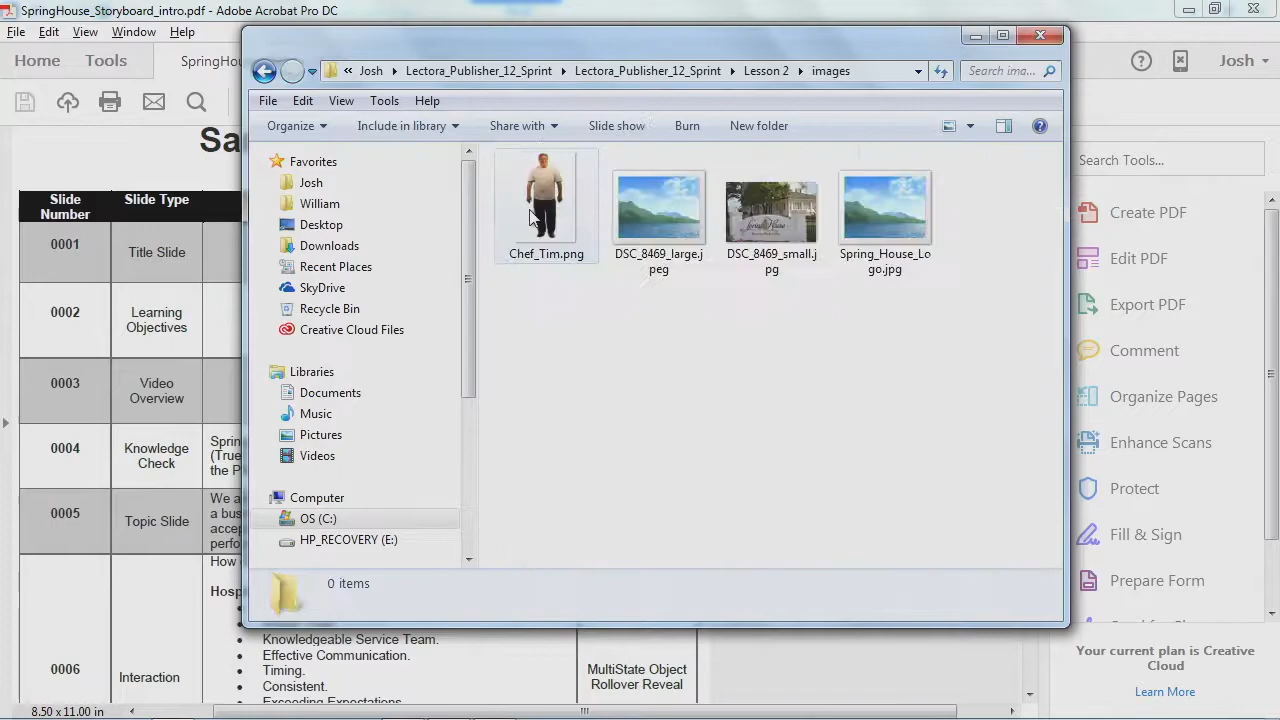 SpringHouse_Storyboard_intro.pdf - Adobe Acrobat Pro DC
File Edit View Window Help
Home Tools SpringHou
Josh
Josh Lectora_Publisher_12_Sprint Lectora_Publisher_12_Sprint Lesson 2 images
Search ima...
File Edit View Tools Help
Organize Include in library Share with Slide show Burn New folder
Favorites
Josh
William
Desktop
Downloads
Recent Places
SkyDrive
Recycle Bin
Creative Cloud Files
Libraries
Documents
Music
Pictures
Videos
Computer
OS (C:)
HP_RECOVERY (E:)
Chef_Tim.png
DSC_8469_large.j
peg
DSC_8469_small.j
pg
Spring_House_Lo
go.jpg
0 items
Sa
Slide
Number
Slide Type
0001
Title Slide
0002
Learning
Objectives
0003
Video
Overview
0004
Knowledge
Check
Sprin
(True
the P
0005
Topic Slide
We a
a bus
accep
perfo
0006
Interaction
How
Hosp
Knowledgeable Service Team.
Effective Communication.
Timing.
Consistent.
Exceeding Expectations.
MultiState Object
Rollover Reveal
8.50 x 11.00 in
Search Tools...
Create PDF
Edit PDF
Export PDF
Comment
Organize Pages
Enhance Scans
Protect
Fill & Sign
Prepare Form
Your current plan is Creative
Cloud
Learn More